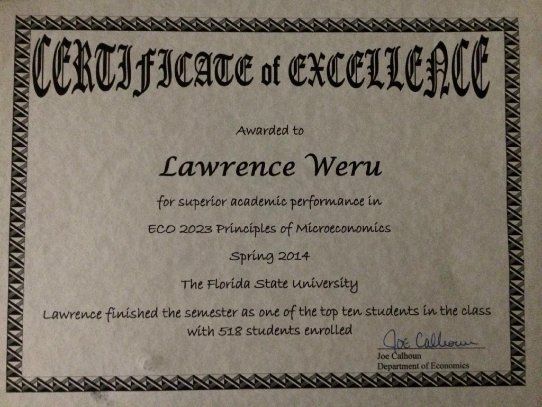 CERTIFICATE of EXCELLENCE
Awarded to
Lawrence Weru
for superior academic performance in
ECO 2023 Principles of Microeconomics
Spring 2014
The Florida State University
Lawrence finished the semester as one of the top ten students in the class
with 518 students enrolled
Joe Calhoun
Joe Calhoun
Department of Economics